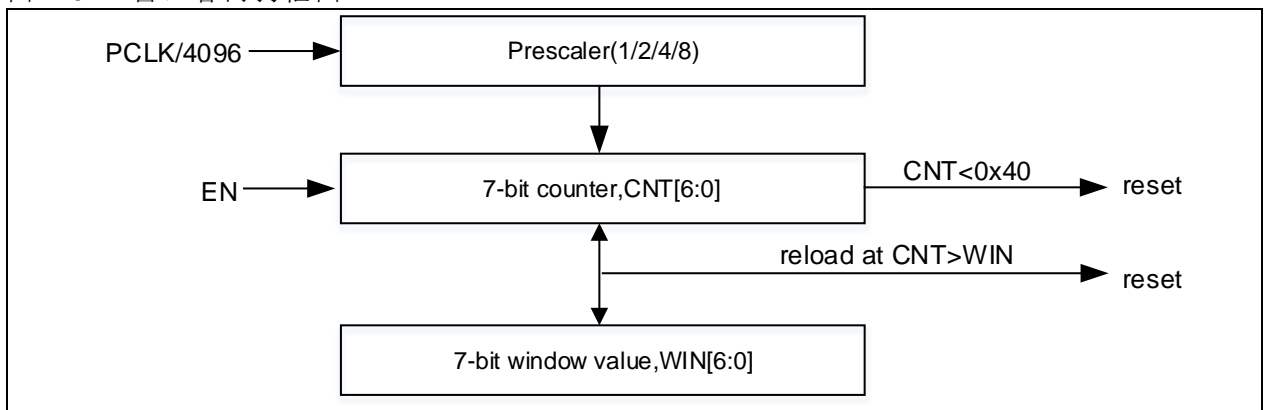 PCLK/4096
Prescaler(1/2/4/8)
EN
7-bit counter,CNT[6:0]
CNT<0x40
reset
reload at CNT>WIN
reset
7-bit window value,WIN[6:0]